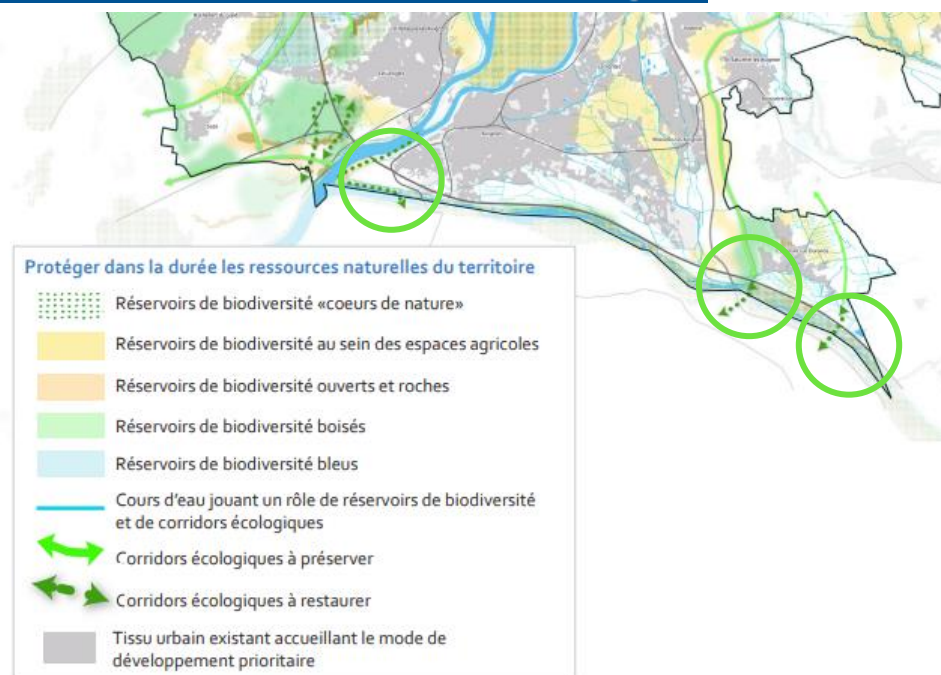 Les Angles
Avignon
Protéger dans la durée les ressources naturelles du territoire
Réservoirs de biodiversité «coeurs de nature»
Réservoirs de biodiversité au sein des espaces agricoles
Réservoirs de biodiversité ouverts et roches
Réservoirs de biodiversité boisés
Réservoirs de biodiversité bleus
Cours d'eau jouant un rôle de réservoirs de biodiversité
et de corridors écologiques
Corridors écologiques à préserver
Corridors écologiques à restaurer
Tissu urbain existant accueillant le mode de
développement prioritaire